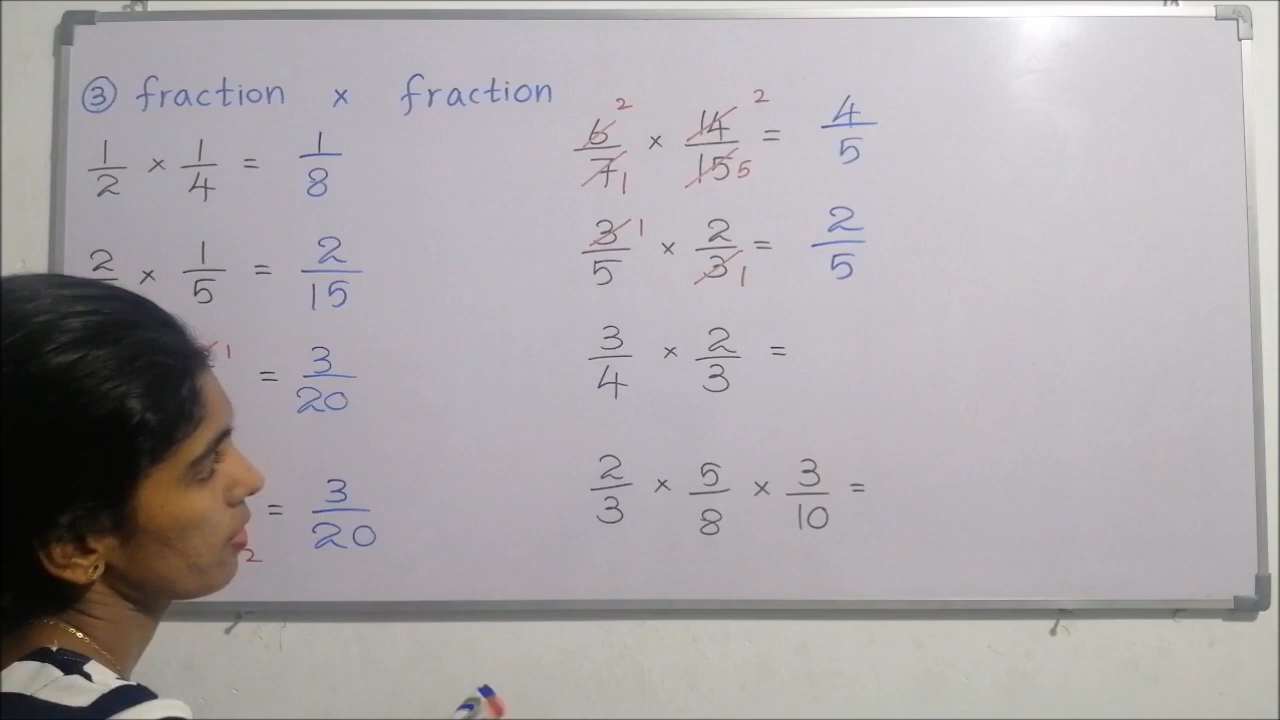 ③ fraction × fraction
1/2 × 1/4 = 1/8
2/ × 1/5 = 2/15
1 = 3/20
2 = 3/20
6 2/7 1 × 14 2/15 5 = 4/5
3 1/5 × 2/3 1 = 2/5
3/4 × 2/3 =
2/3 × 5/8 × 3/10 =